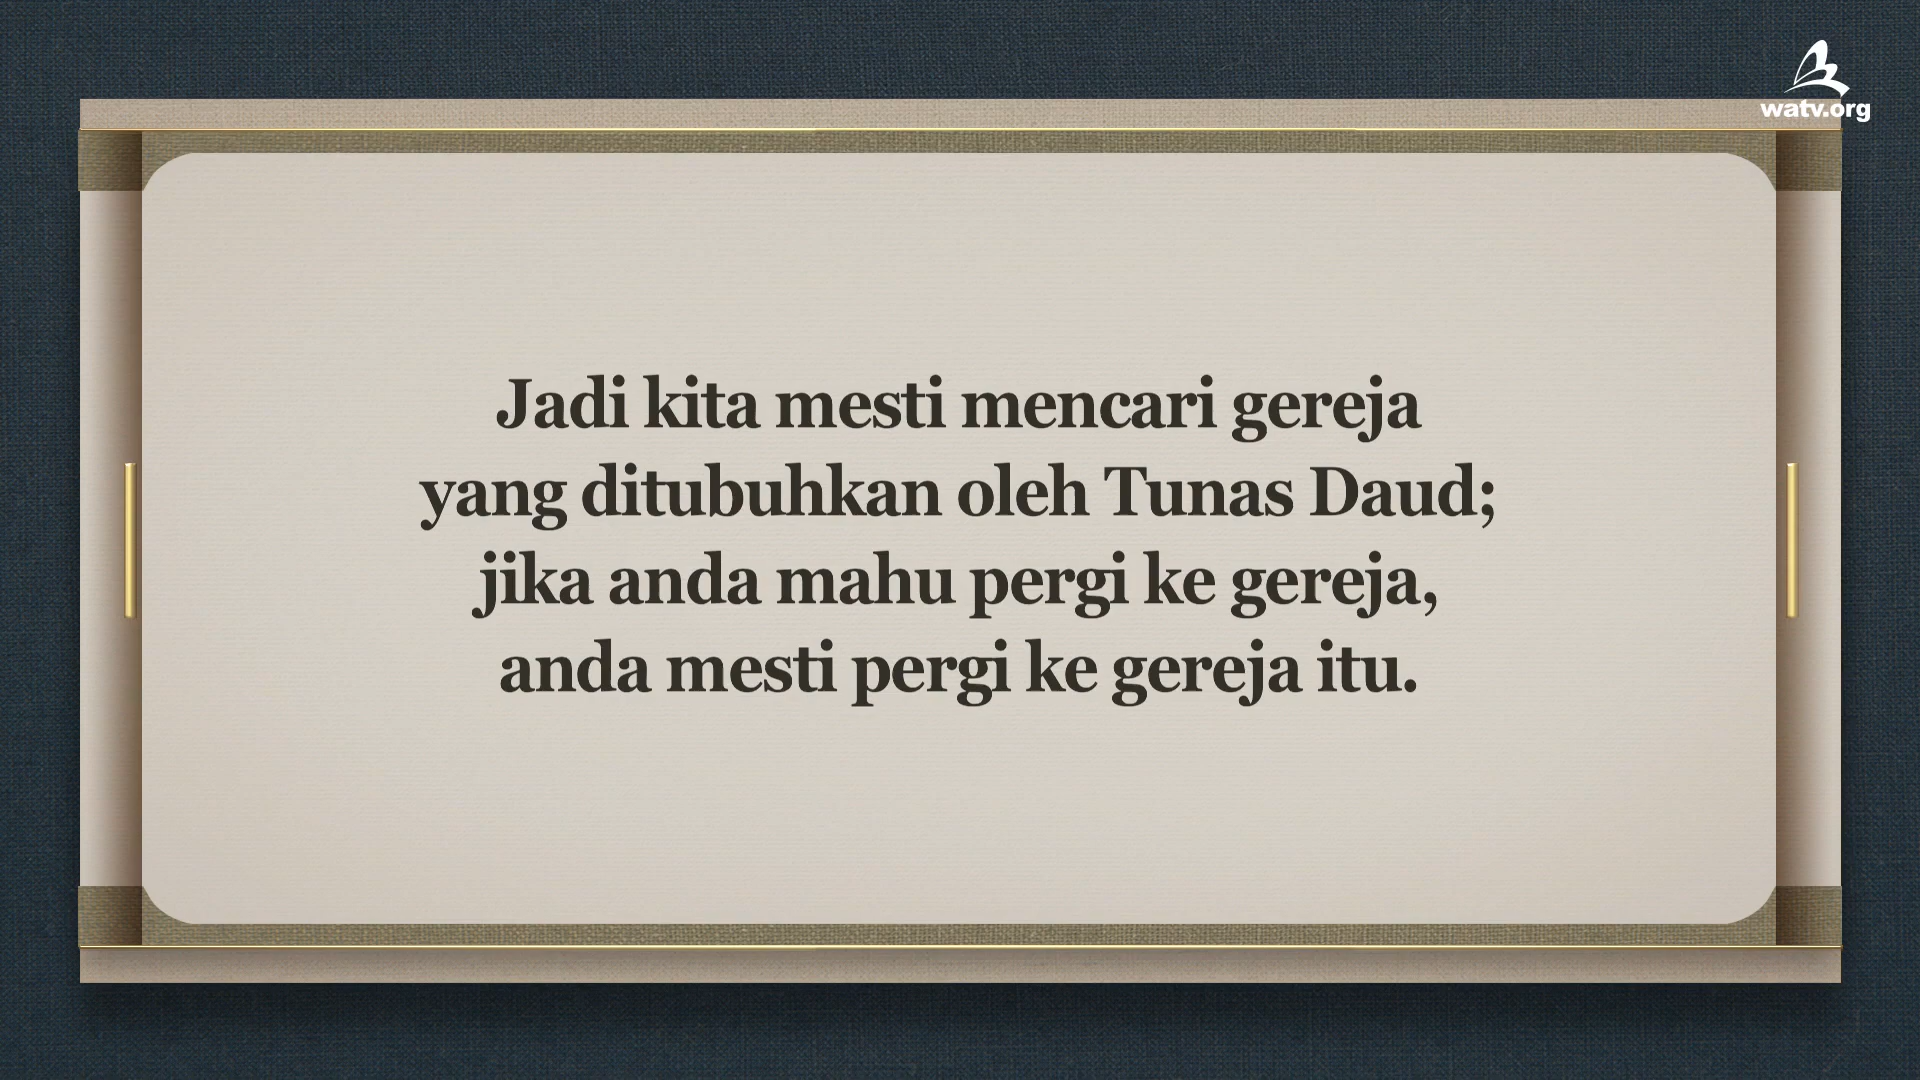 watv.org
Jadi kita mesti mencari gereja
yang ditubuhkan oleh Tunas Daud;
jika anda mahu pergi ke gereja,
anda mesti pergi ke gereja itu.